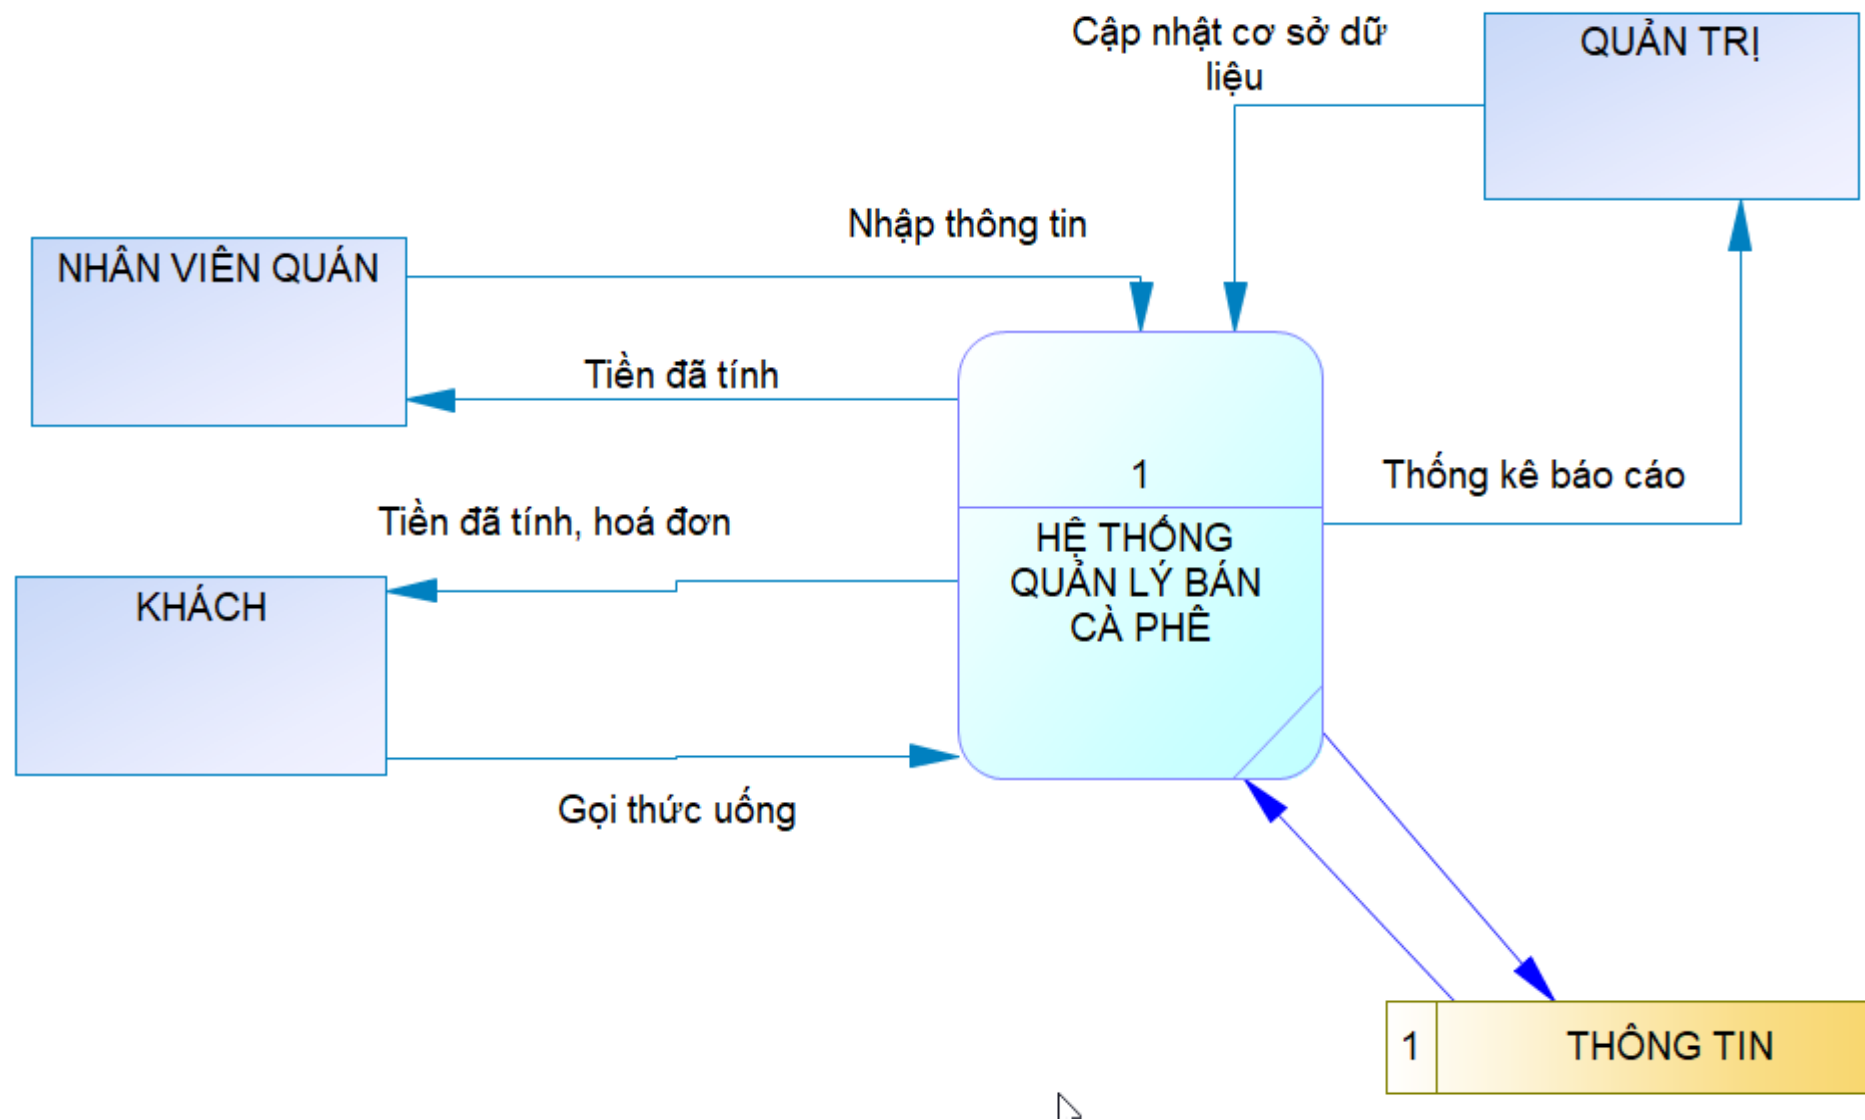 Cập nhật cơ sở dữ
liệu
QUẢN TRỊ
Nhập thông tin
NHÂN VIÊN QUÁN
Tiền đã tính
1
Thống kê báo cáo
Tiền đã tính, hoá đơn
HỆ THỐNG
QUẢN LÝ BÁN
CÀ PHÊ
KHÁCH
Gọi thức uống
1
THÔNG TIN